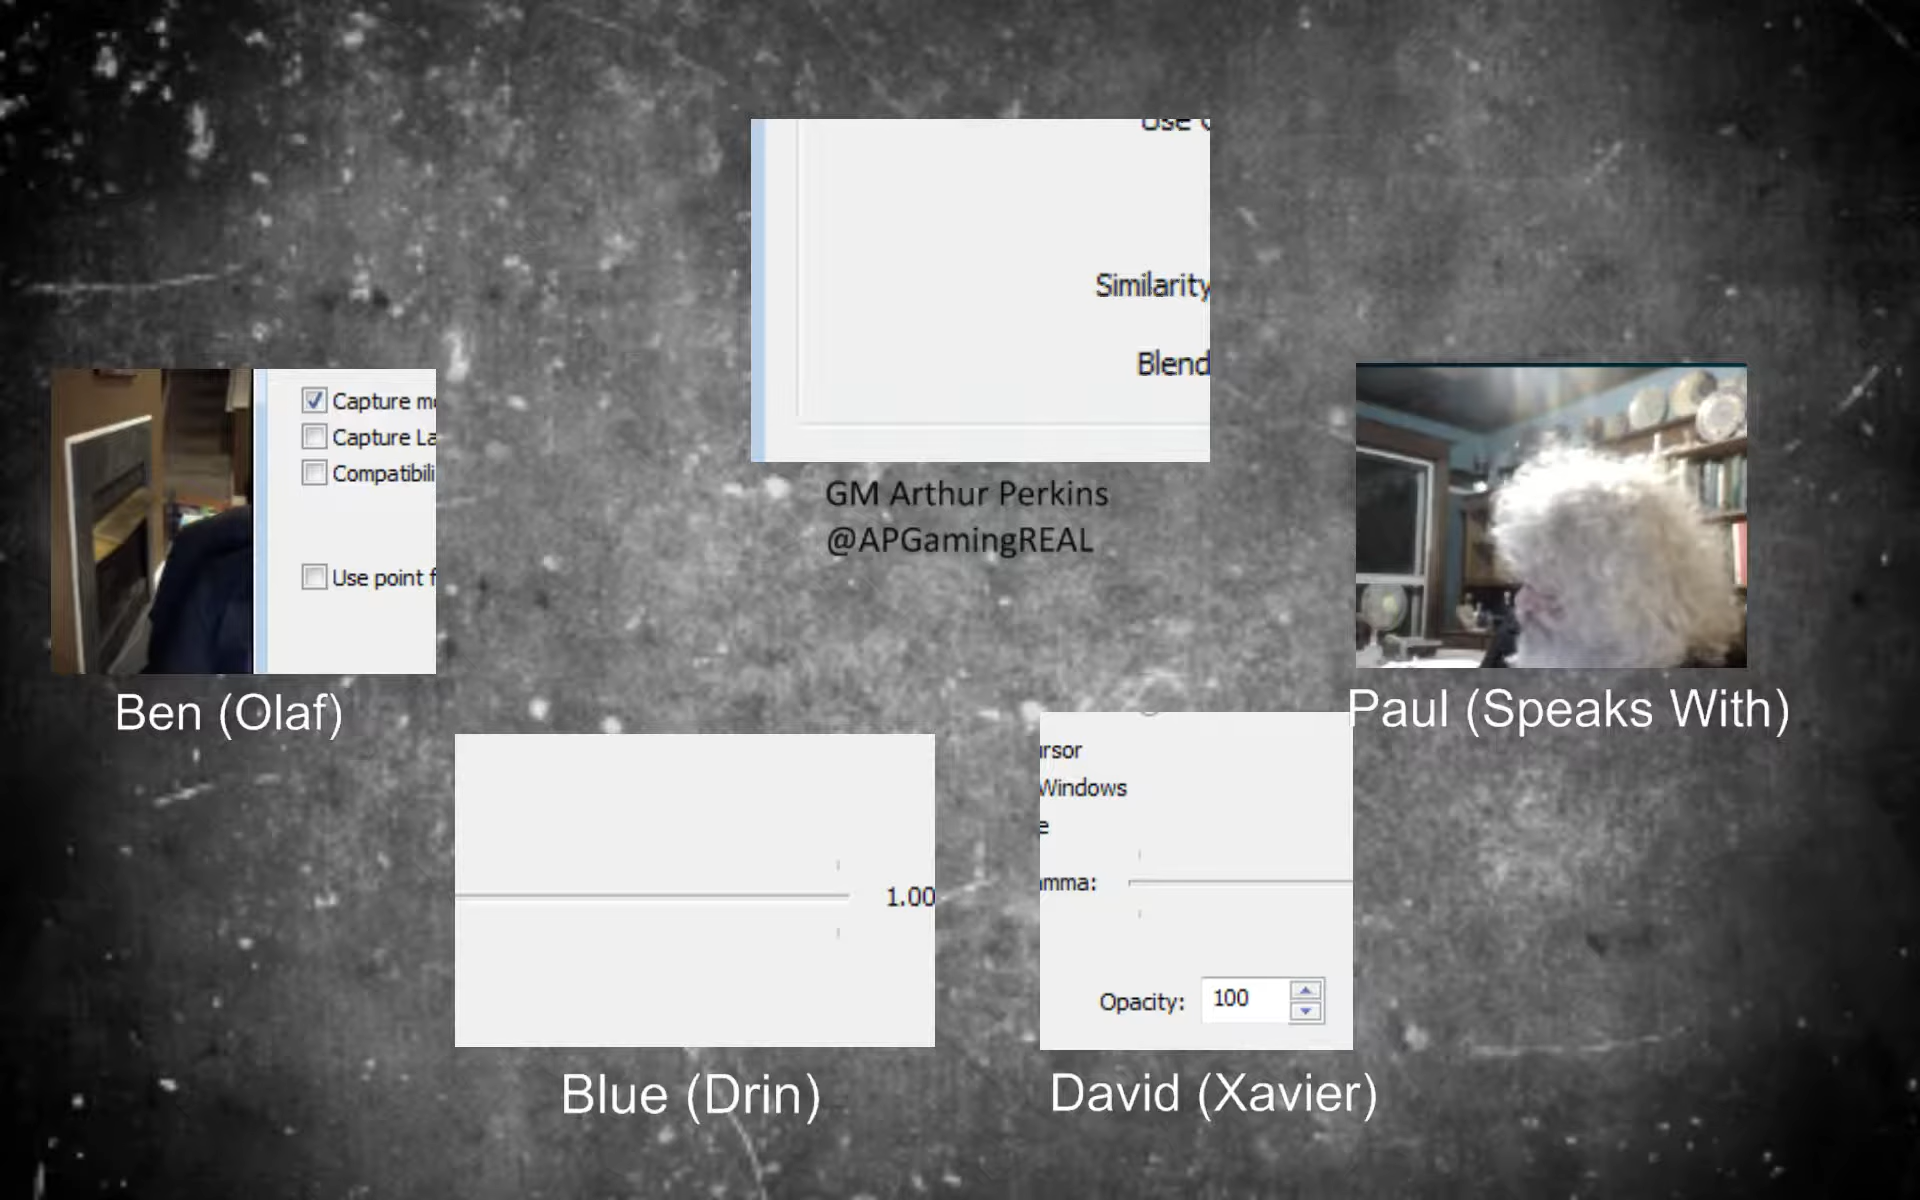 Similarity
Blend
GM Arthur Perkins
@APGamingREAL
Capture
Capture
Use point
Ben (Olaf)
Paul (Speaks With)
1.00
Blue (Drin)
Windows
Opacity: 100
David (Xavier)